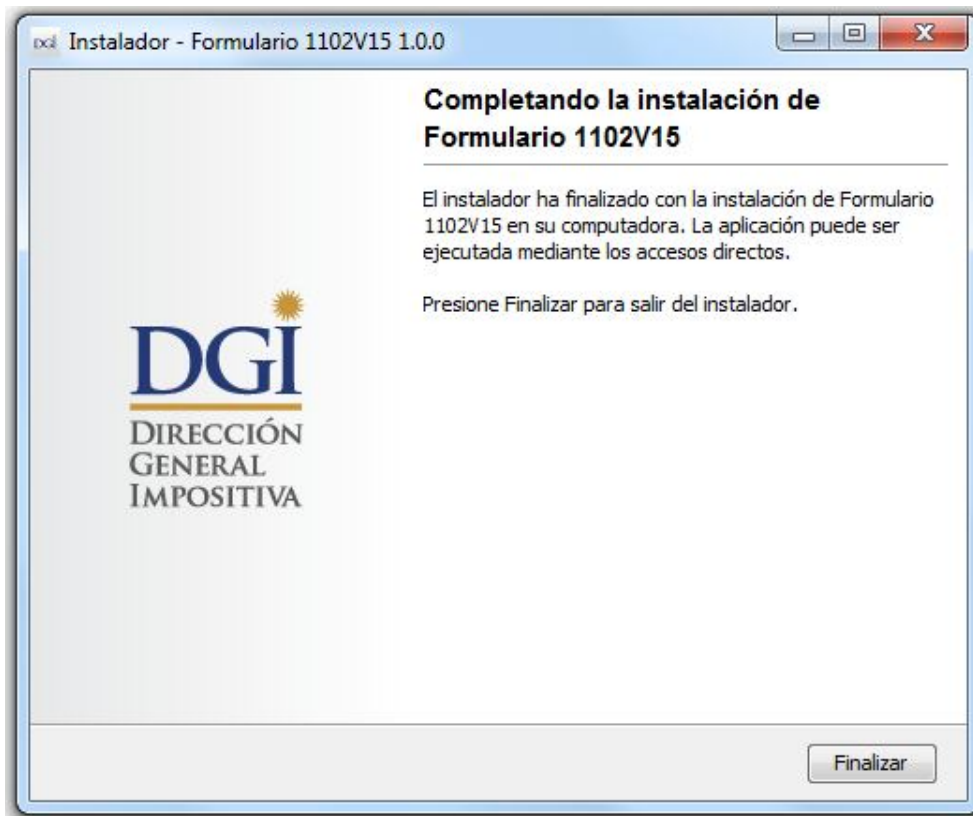 DGI Instalador - Formulario 1102V15 1.0.0
Completando la instalación de
Formulario 1102V15
El instalador ha finalizado con la instalación de Formulario
1102V15 en su computadora. La aplicación puede ser
ejecutada mediante los accesos directos.
Presione Finalizar para salir del instalador.
DGI
DIRECCIÓN
GENERAL
IMPOSITIVA
Finalizar